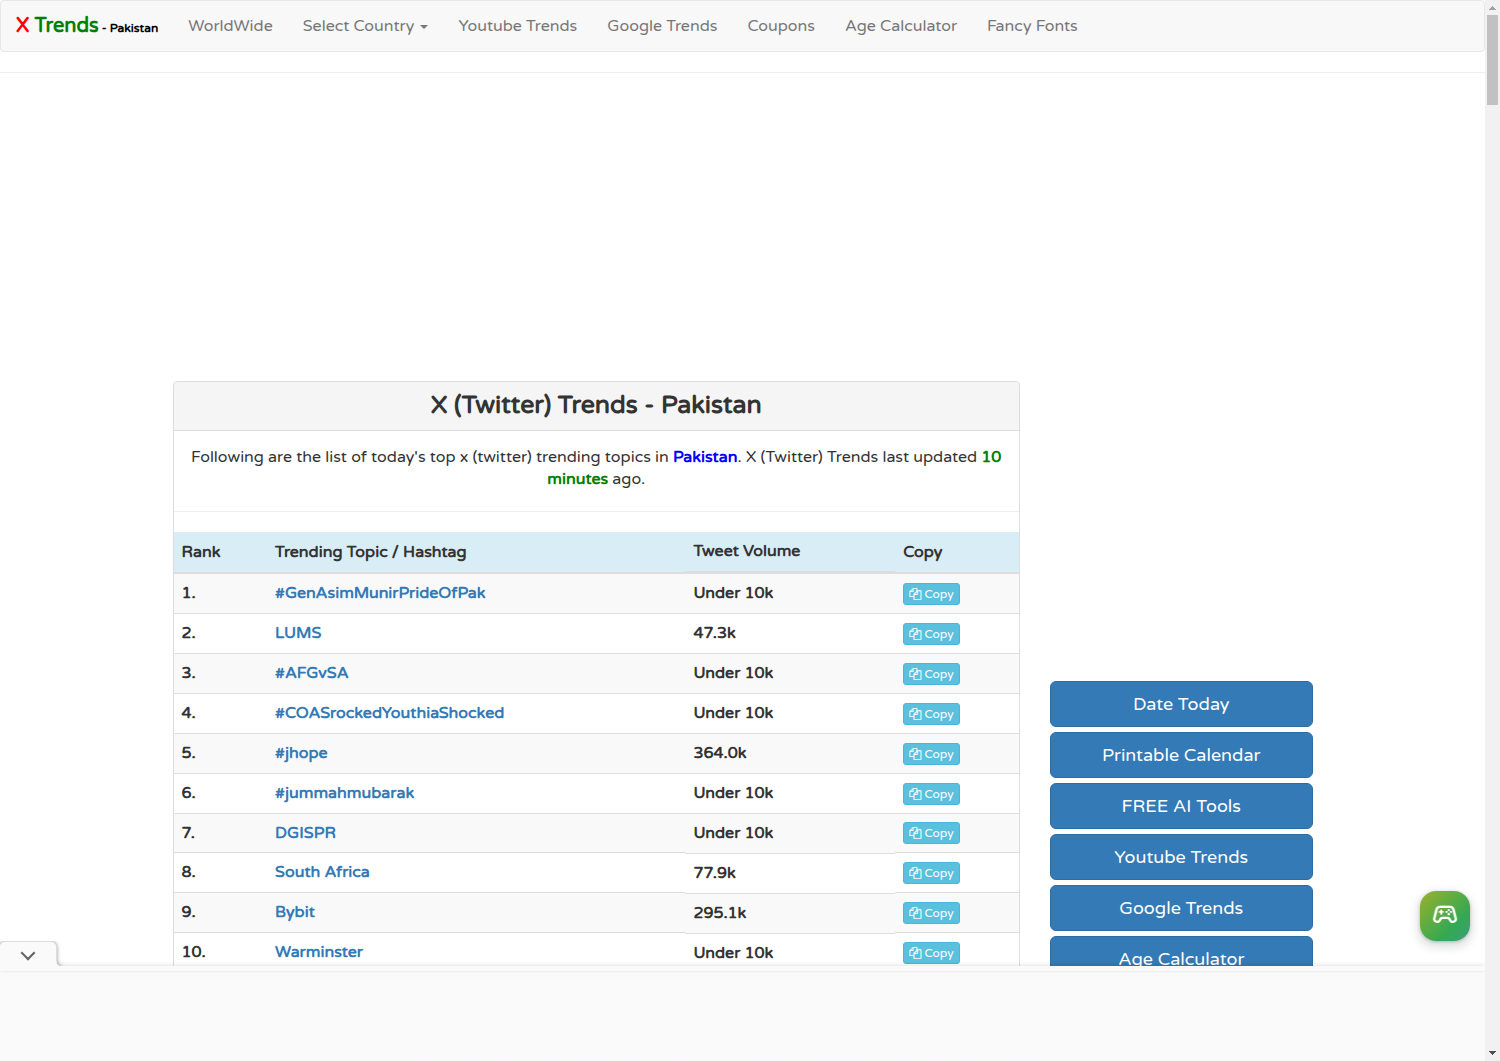 X Trends - Pakistan WorldWide Select Country Youtube Trends Google Trends Coupons Age Calculator Fancy Fonts
X (Twitter) Trends - Pakistan
Following are the list of today's top x (twitter) trending topics in Pakistan. X (Twitter) Trends last updated 10
minutes ago.
Rank Trending Topic / Hashtag Tweet Volume Copy
1. #GenAsimMunirPrideOfPak Under 10k Copy
2. LUMS 47.3k Copy
3. #AFGvSA Under 10k Copy
4. #COASrockedYouthiaShocked Under 10k Copy
5. #jhope 364.0k Copy
6. #jummahmubarak Under 10k Copy
7. DGISPR Under 10k Copy
8. South Africa 77.9k Copy
9. Bybit 295.1k Copy
10. Warminster Under 10k Copy
Date Today
Printable Calendar
FREE AI Tools
Youtube Trends
Google Trends
Age Calculator